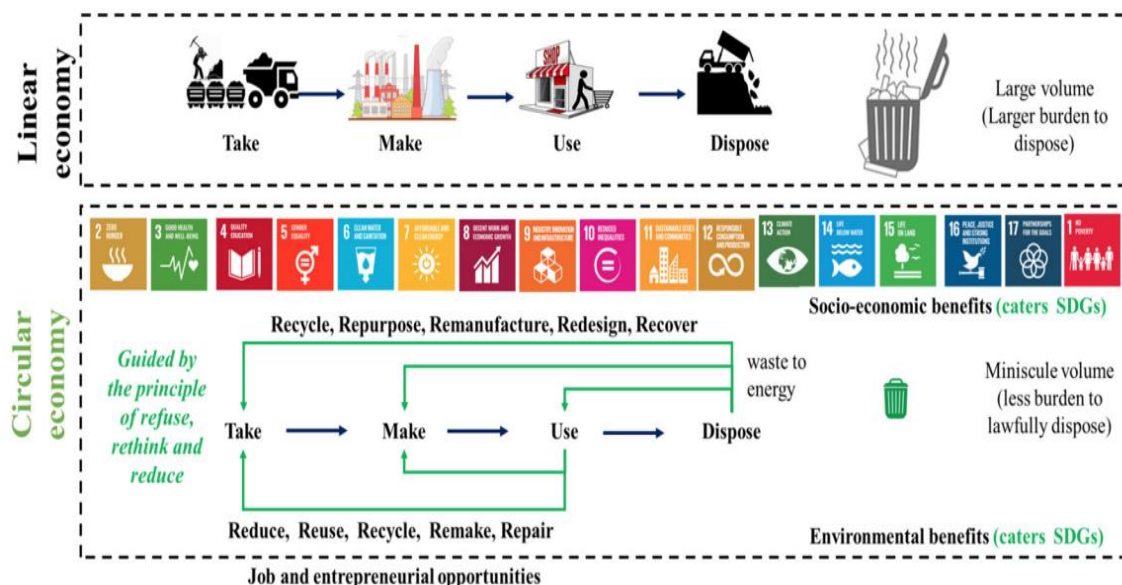 Linear
economy
SHOP
Take
Make
Use
Dispose
Large volume
(Larger burden to
dispose)
Circular
economy
2 ZERO
HUNGER
3 GOOD HEALTH
AND WELL-BEING
4 QUALITY
EDUCATION
5 GENDER
EQUALITY
6 CLEAN WATER
AND SANITATION
7 AFFORDABLE AND
CLEAN ENERGY
8 DECENT WORK AND
ECONOMIC GROWTH
9 INDUSTRY, INNOVATION
AND INFRASTRUCTURE
10 REDUCED
INEQUALITIES
11 SUSTAINABLE CITIES
AND COMMUNITIES
12 RESPONSIBLE
CONSUMPTION
AND PRODUCTION
13 CLIMATE
ACTION
14 LIFE
BELOW WATER
15 LIFE
ON LAND
16 PEACE, JUSTICE
AND STRONG
INSTITUTIONS
17 PARTNERSHIPS
FOR THE GOALS
1 NO
POVERTY
Socio-economic benefits (caters SDGs)
Recycle, Repurpose, Remanufacture, Redesign, Recover
Guided by
the principle
of refuse,
rethink and
reduce
waste to
energy
Take
Make
Use
Dispose
Miniscule volume
(less burden to
lawfully dispose)
Reduce, Reuse, Recycle, Remake, Repair
Environmental benefits (caters SDGs)
Job and entrepreneurial opportunities